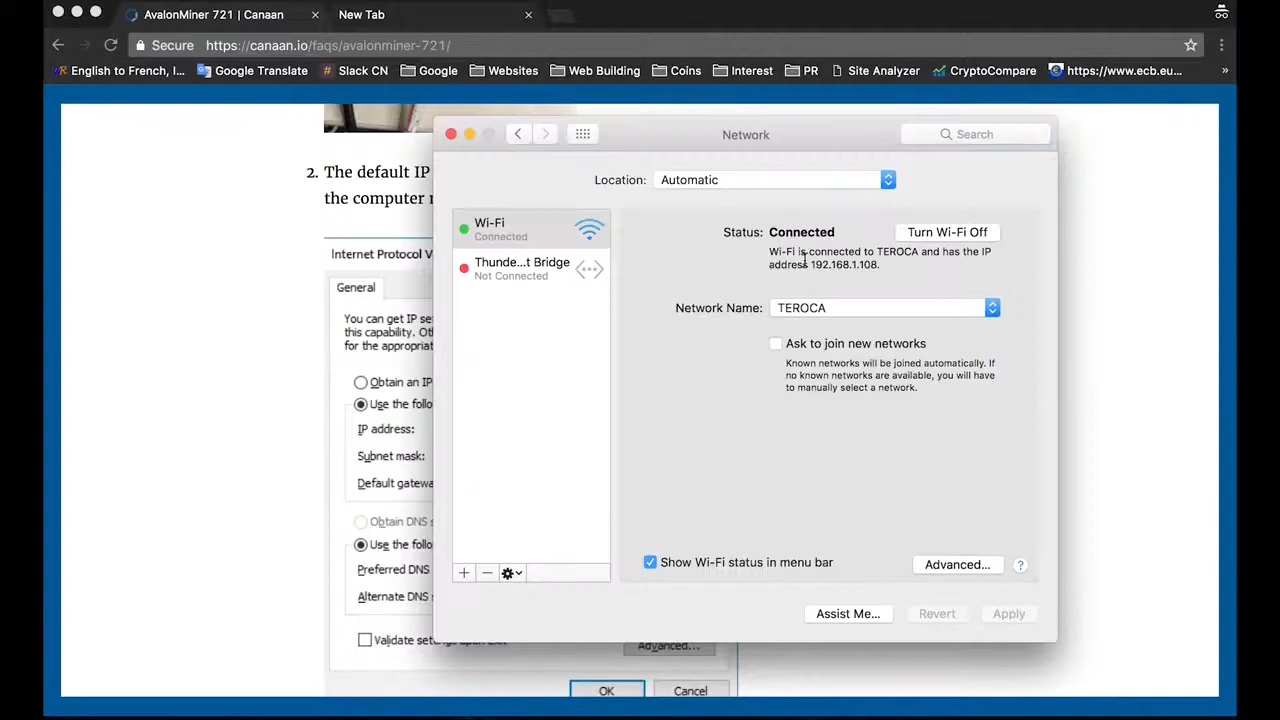 AvalonMiner 721 | Canaan
New Tab
Secure https://canaan.io/faqs/avalonminer-721/
English to French, I... Google Translate Slack CN Google Websites Web Building Coins Interest PR Site Analyzer CryptoCompare https://www.ecb.eu... »
2. The default IP
the computer
Internet Protocol V
General
You can get IP se
this capability. Ot
for the appropriat
Obtain an IP
Use the follo
IP address:
Subnet mask:
Default gatewa
Obtain DNS s
Use the follo
Preferred DNS
Alternate DNS
Validate settings upon exit
Advanced...
OK Cancel
Network
Search
Location: Automatic
Wi-Fi
Connected
Thunde...t Bridge
Not Connected
Status: Connected
Turn Wi-Fi Off
Wi-Fi is connected to TEROCA and has the IP
address 192.168.1.108.
Network Name: TEROCA
Ask to join new networks
Known networks will be joined automatically. If
no known networks are available, you will have
to manually select a network.
Show Wi-Fi status in menu bar
Advanced... ?
Assist Me... Revert Apply